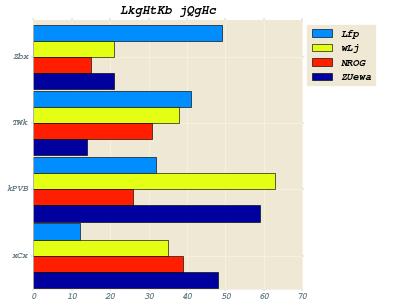 LkgHtKb jQgHc
Lfp
wLj
NROG
ZUewa
Zbx
TWk
kPVB
xCx
0 10 20 30 40 50 60 70